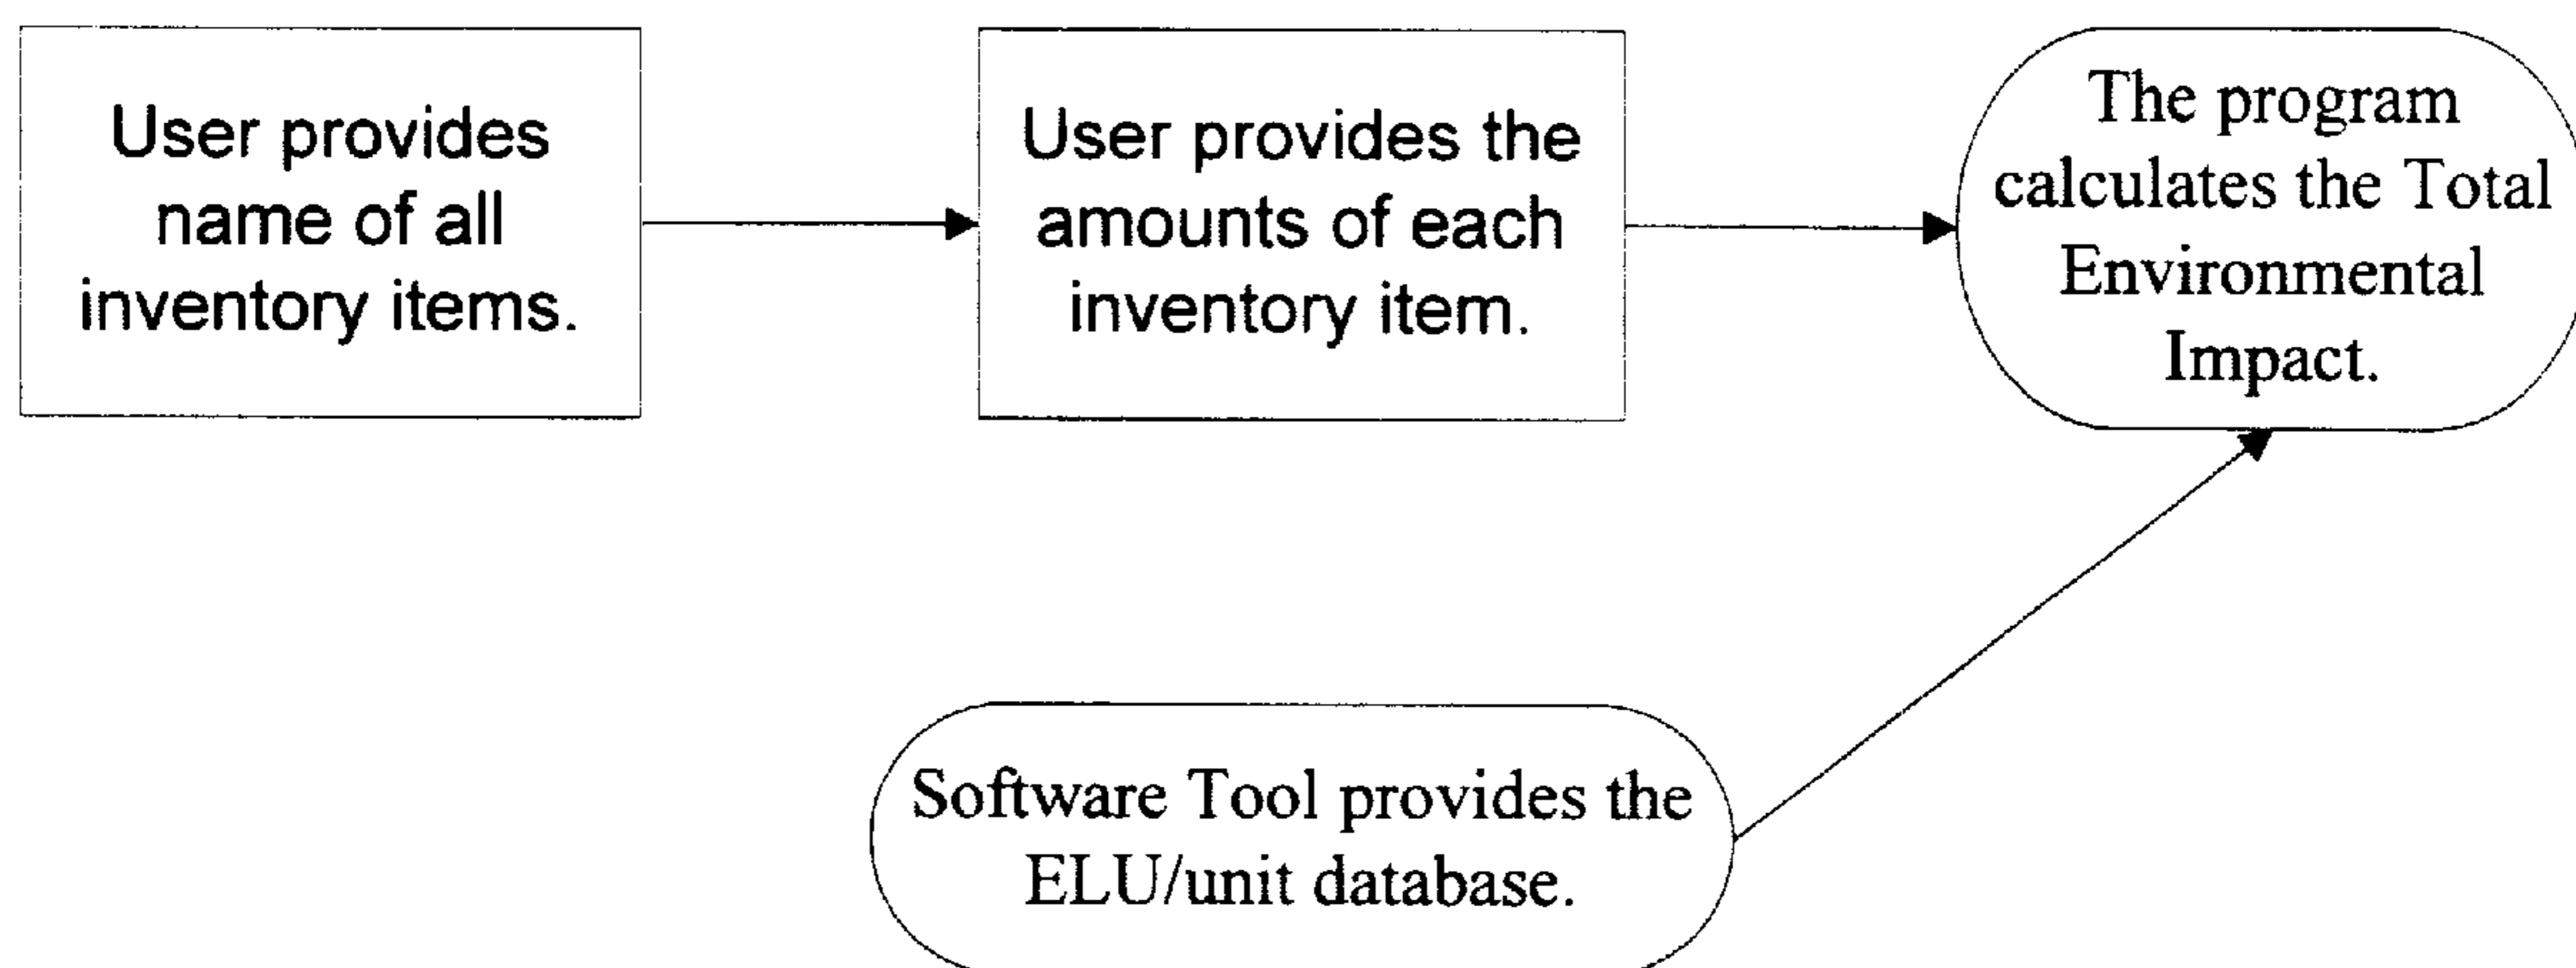 User provides
name of all
inventory items.
User provides the
amounts of each
inventory item.
The program
calculates the Total
Environmental
Impact.
Software Tool provides the
ELU/unit database.